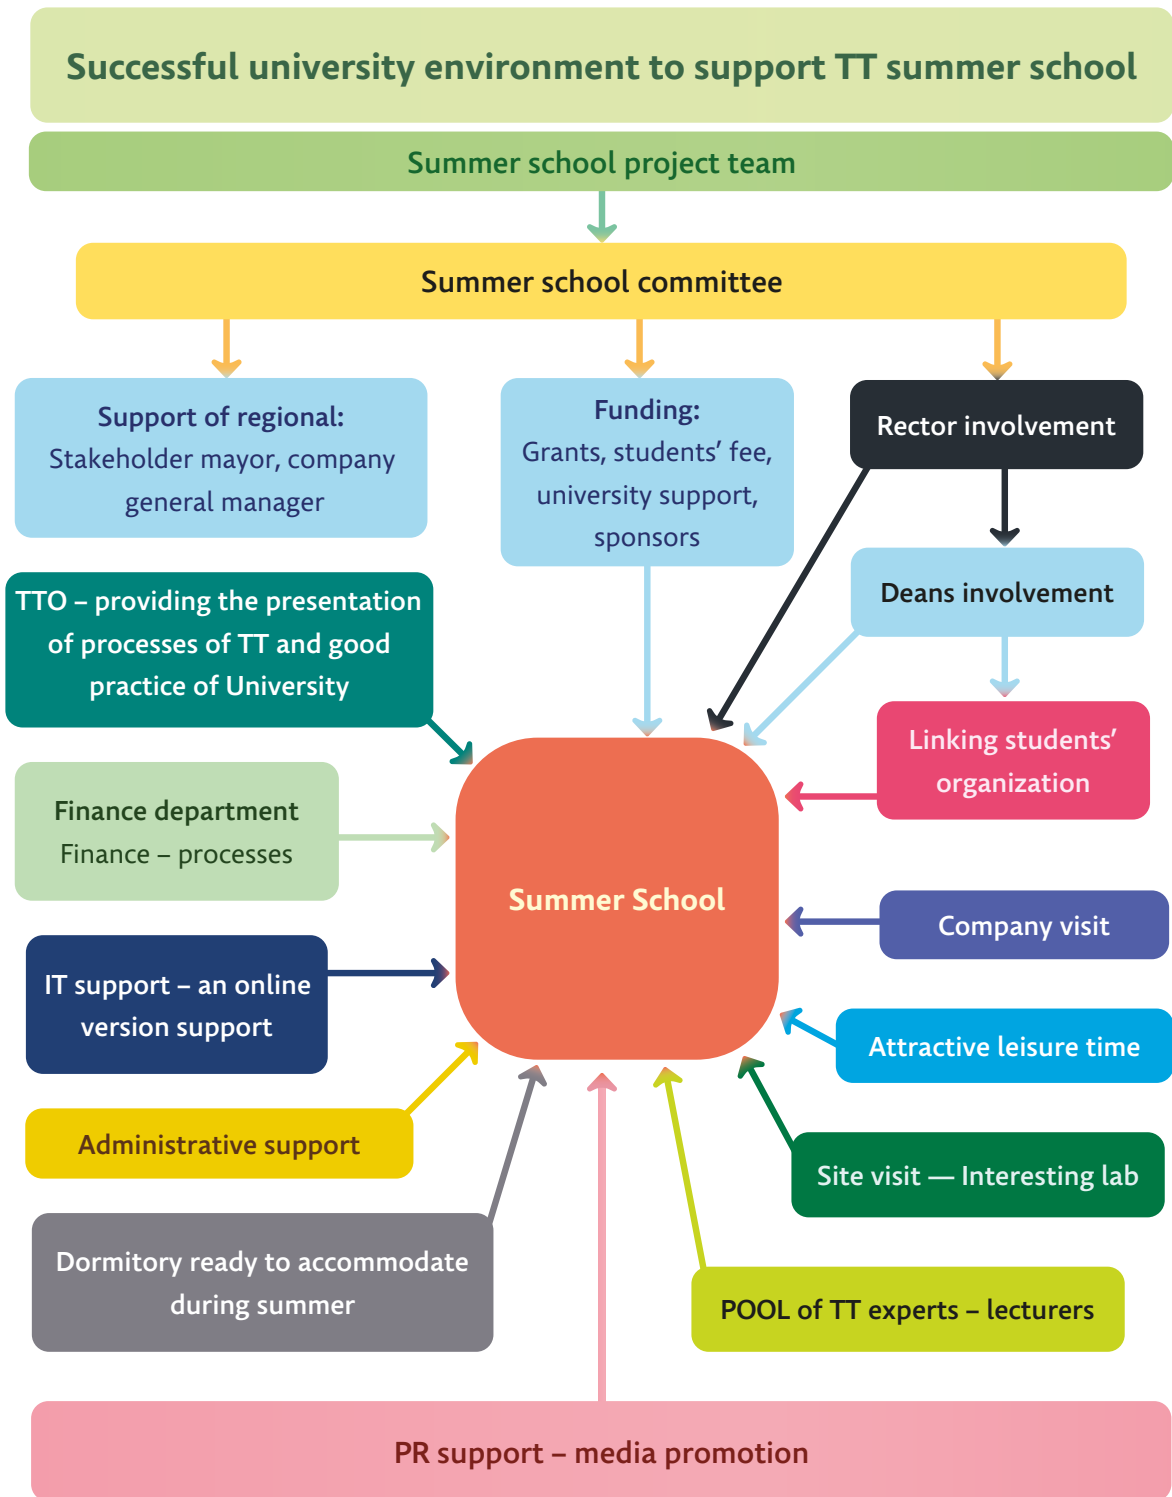 Successful university environment to support TT summer school
Summer school project team
Summer school committee
Support of regional:
Stakeholder mayor, company
general manager
Funding:
Grants, students’ fee,
university support,
sponsors
Rector involvement
Deans involvement
TTO – providing the presentation
of processes of TT and good
practice of University
Linking students’
organization
Finance department
Finance – processes
Summer School
Company visit
IT support – an online
version support
Attractive leisure time
Administrative support
Site visit — Interesting lab
Dormitory ready to accommodate
during summer
POOL of TT experts – lecturers
PR support – media promotion